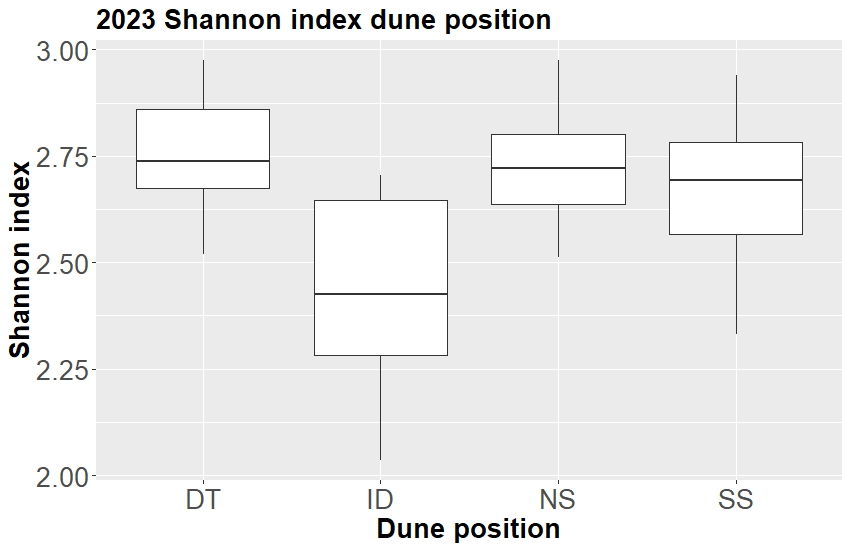 2023 Shannon index dune position
Shannon index
3.00
2.75
2.50
2.25
2.00
DT ID NS SS
Dune position